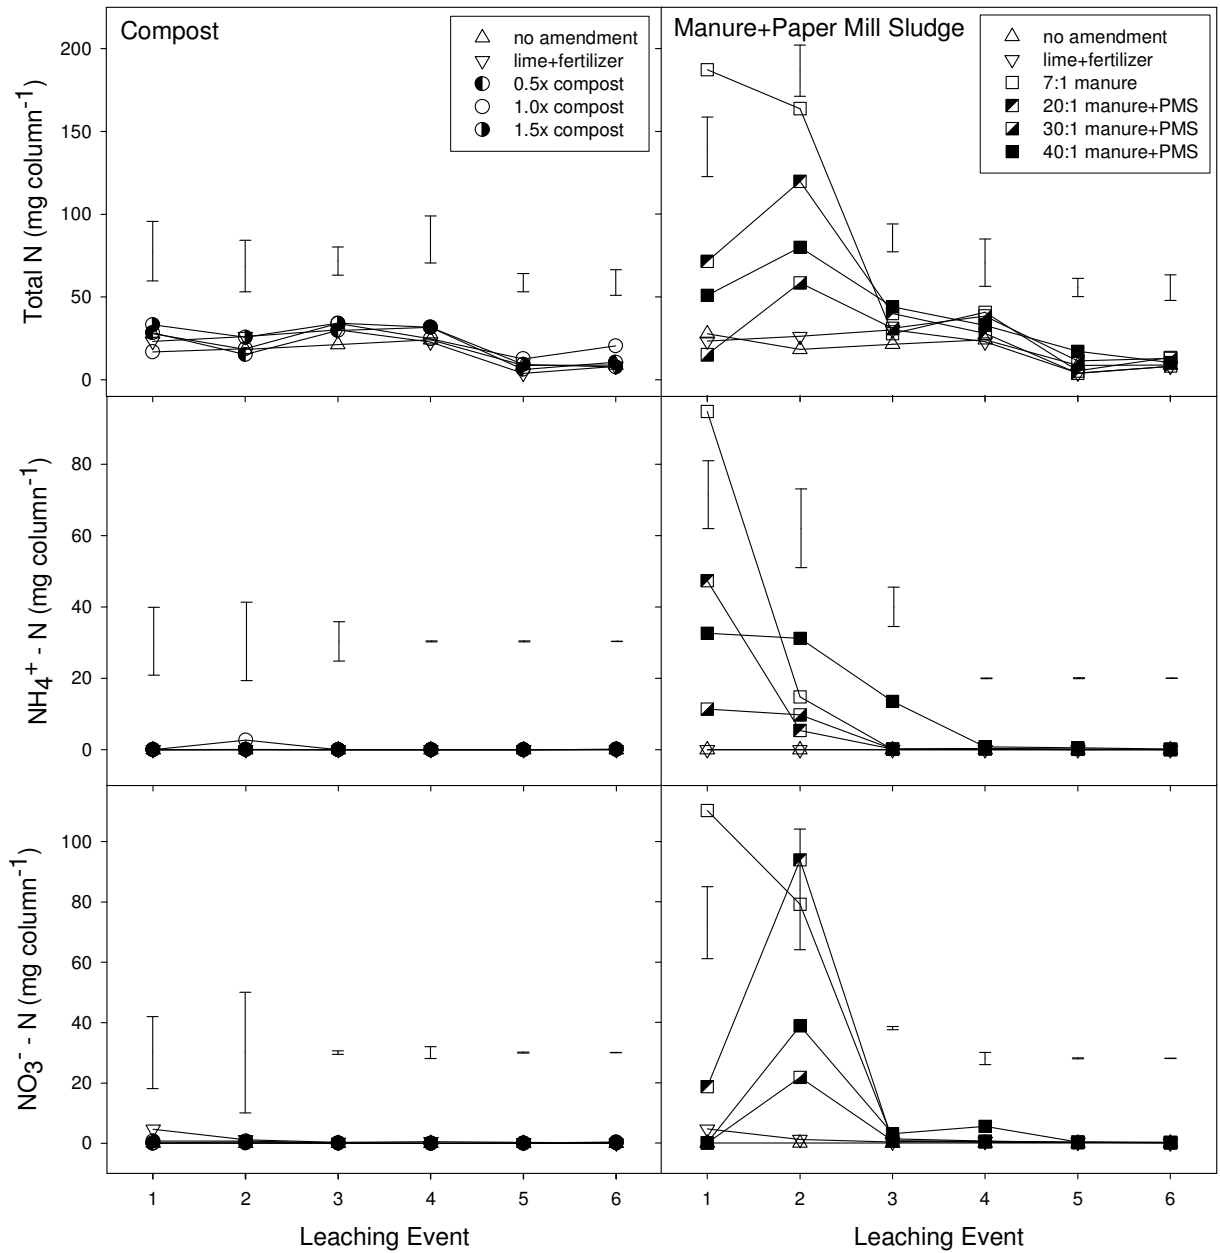 Compost
no amendment
lime+fertilizer
0.5x compost
1.0x compost
1.5x compost
Manure+Paper Mill Sludge
no amendment
lime+fertilizer
7:1 manure
20:1 manure+PMS
30:1 manure+PMS
40:1 manure+PMS
Total N (mg column⁻¹)
200
150
100
50
0
NH₄⁺ - N (mg column⁻¹)
80
60
40
20
0
NO₃⁻ - N (mg column⁻¹)
100
80
60
40
20
0
1 2 3 4 5 6
1 2 3 4 5 6
Leaching Event
Leaching Event